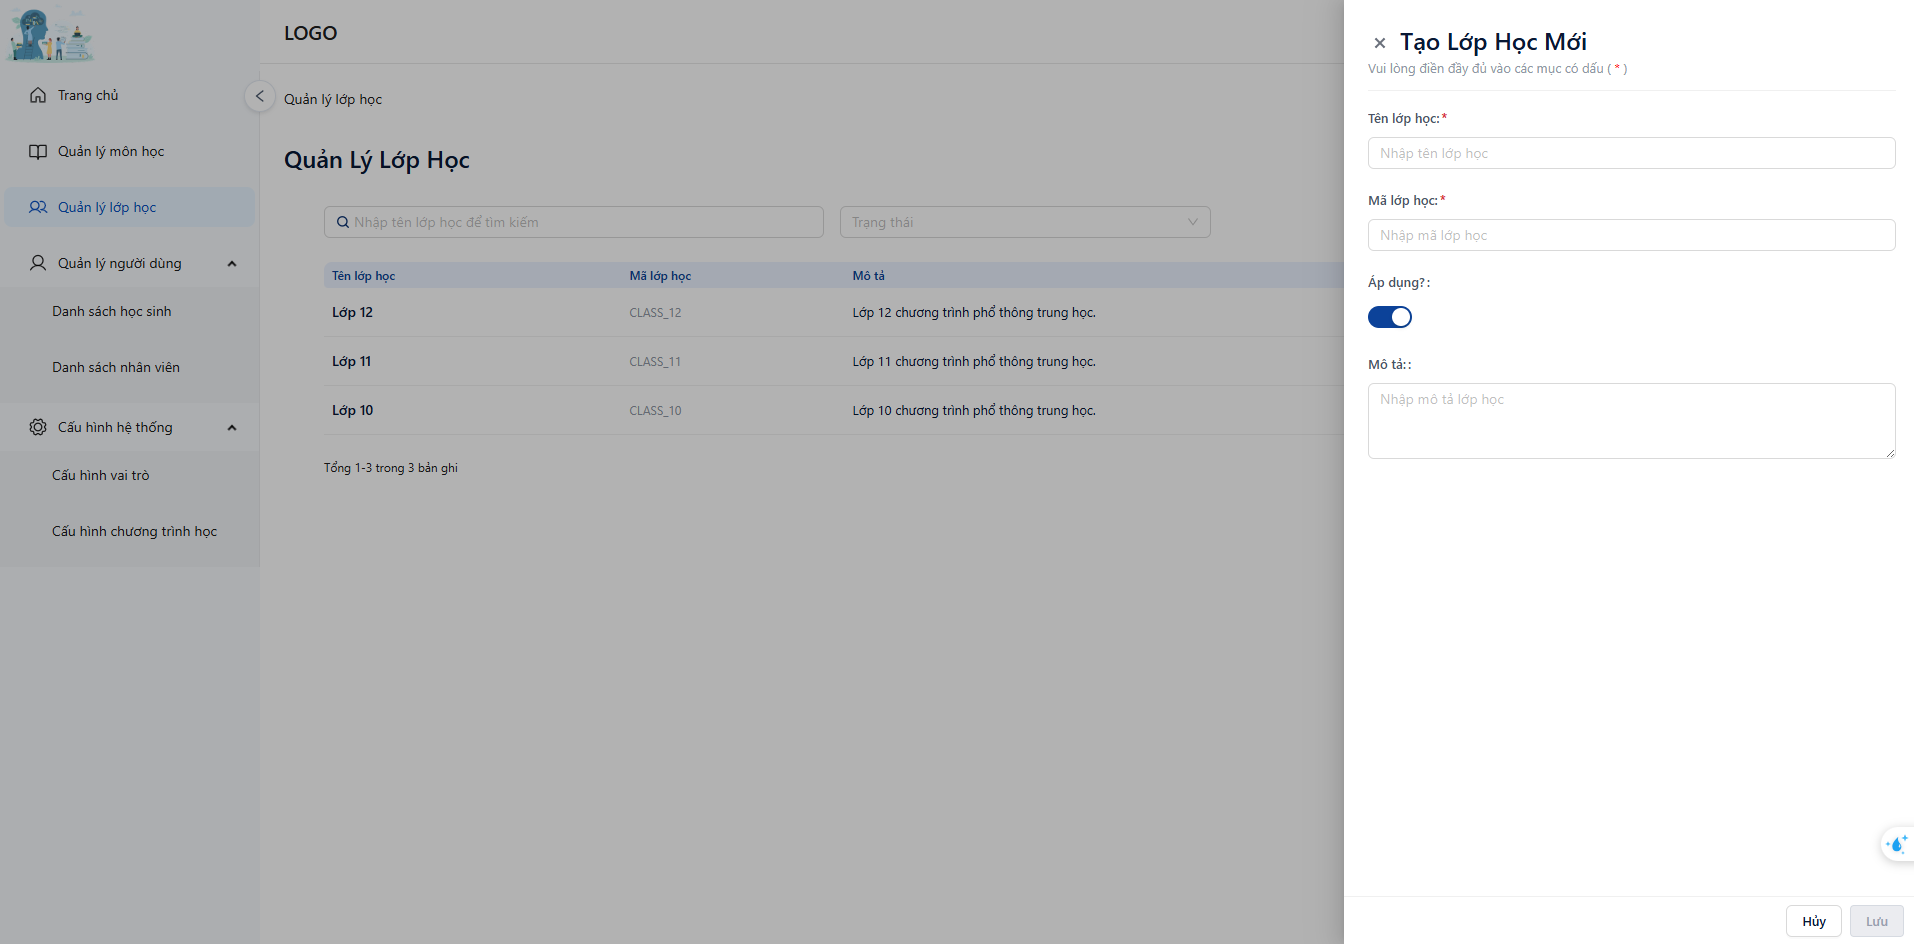 Trang chủ
Quản lý môn học
Quản lý lớp học
Quản lý người dùng
Danh sách học sinh
Danh sách nhân viên
Cấu hình hệ thống
Cấu hình vai trò
Cấu hình chương trình học
LOGO
Quản lý lớp học
Quản Lý Lớp Học
Nhập tên lớp học để tìm kiếm
Trạng thái
Tên lớp học Mã lớp học Mô tả
Lớp 12 CLASS_12 Lớp 12 chương trình phổ thông trung học.
Lớp 11 CLASS_11 Lớp 11 chương trình phổ thông trung học.
Lớp 10 CLASS_10 Lớp 10 chương trình phổ thông trung học.
Tổng 1-3 trong 3 bản ghi
Tạo Lớp Học Mới
Vui lòng điền đầy đủ vào các mục có dấu ( * )
Tên lớp học:*
Nhập tên lớp học
Mã lớp học:*
Nhập mã lớp học
Áp dụng?:
Mô tả::
Nhập mô tả lớp học
Hủy
Lưu